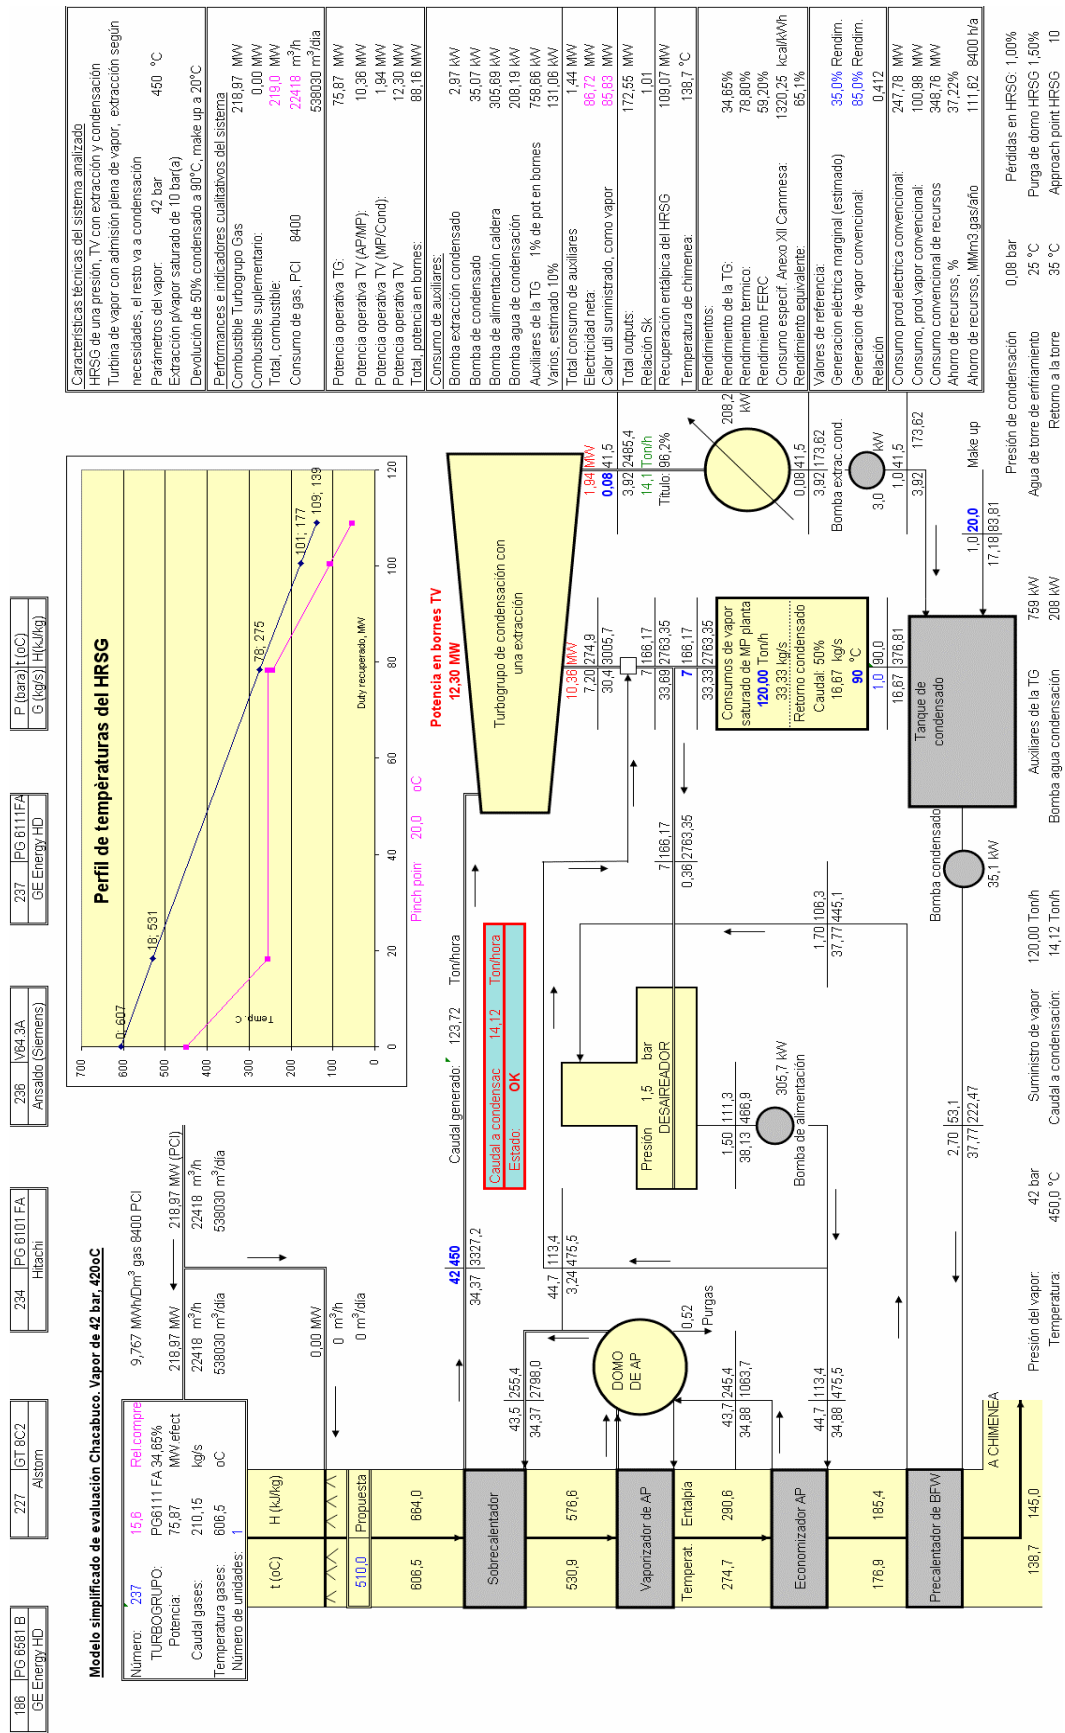 186 PG 6581 B
GE Energy HD
227 GT 8C2
Alstom
234 PG 6101 FA
Hitachi
236 V64.3A
Ansaldo (Siemens)
237 PG 6111FA
GE Energy HD
P (bara) t (oC)
G (kg/s) H(kJ/kg)
Modelo simplificado de evaluación Chacabuco. Vapor de 42 bar, 420oC
Número: 237 15,6 Rel.compre
TURBOGRUPO: PG6111 FA 34,65%
Potencia: 75,87 MW.efect
Caudal gases: 210,15 kg/s
Temperatura gases: 606,5 oC
Número de unidades: 1
9,767 MWh/Dm³ gas 8400 PCI
218,97 MW
22418 m³/h
538030 m³/día
218,97 MW (PCI)
22418 m³/h
538030 m³/día
0,00 MW
0 m³/h
0 m³/día
t (oC) H (kJ/kg)
510,0 Propuesta
606,5 664,0
Sobrecalentador
530,9 576,6
Vaporizador de AP
Temperat. Entalpía
274,7 290,6
Economizador AP
176,9 185,4
Precalentador de BFW
138,7 145,0
A CHIMENEA
Perfil de tempèraturas del HRSG
700
600
500
400
300
200
100
0
Temp. C
0; 607
18; 531
78; 275
101; 177
109; 139
0 20 40 60 80 100 120
Duty recuperado, MW
Pinch poin 20,0 oC
42 450
34,37 3327,2
Caudal generado: 123,72 Ton/hora
Caudal a condensac 14,12 Ton/hora
Estado: OK
Potencia en bornes TV
12,30 MW
Turbogrupo de condensación con
una extracción
43,5 255,4
34,37 2798,0
DOMO
DE AP
0,52
Purgas
43,7 245,4
34,88 1063,7
44,7 113,4
34,88 475,5
44,7 113,4
3,24 475,5
Presión 1,5 bar
DESAIREADOR
1,50 111,3
38,13 466,9
305,7 kW
Bomba de alimentación
1,70 106,3
37,77 445,1
2,70 53,1
37,77 222,47
7 166,17
0,36 2763,35
10,36 MW
7,20 274,9
30,4 3005,7
7 166,17
33,69 2763,35
7 166,17
33,33 2763,35
Consumos de vapor
saturado de MP planta
120,00 Ton/h
33,33 kg/s
Retorno condensado
Caudal: 50%
16,67 kg/s
90 °C
1,0 90,0
16,67 376,81
Tanque de
condensado
Bomba condensado
35,1 kW
1,94 MW
0,08 41,5
3,92 2485,4
14,1 Ton/h
Título: 96,2%
208,2
kW
0,08 41,5
3,92 173,62
Bomba extrac.cond.
3,0 kW
1,0 41,5
3,92 173,62
Make up
1,0 20,0
17,18 83,81
Presión del vapor: 42 bar
Temperatura: 450,0 °C
Suministro de vapor 120,00 Ton/h
Caudal a condensación: 14,12 Ton/h
Auxiliares de la TG 759 kW
Bomba agua condensación 208 kW
Presión de condensación 0,08 bar
Agua de torre de enfriamiento 25 °C
Retorno a la torre 35 °C
Pérdidas en HRSG: 1,00%
Purga de domo HRSG 1,50%
Approach point HRSG 10
Características técnicas del sistema analizado
HRSG de una presión, TV con extracción y condensación
Turbina de vapor con admisión plena de vapor, extracción según
necesidades, el resto va a condensación
Parámetros del vapor: 42 bar 450 °C
Extracción p/vapor saturado de 10 bar(a)
Devolución de 50% condensado a 90°C, make up a 20°C
Performances e indicadores cualitativos del sistema
Combustible Turbogrupo Gas 218,97 MW
Combustible suplementario: 0,00 MW
Total, combustible: 219,0 MW
Consumo de gas, PCI 8400 22418 m³/h
538030 m³/día
Potencia operativa TG: 75,87 MW
Potencia operativa TV (AP/MP): 10,36 MW
Potencia operativa TV (MP/Cond): 1,94 MW
Potencia operativa TV 12,30 MW
Total, potencia en bornes: 88,16 MW
Consumo de auxiliares:
Bomba extracción condensado 2,97 kW
Bomba de condensado 35,07 kW
Bomba de alimentación caldera 305,69 kW
Bomba agua de condensación 208,19 kW
Auxiliares de la TG 1% de pot en bornes 758,66 kW
Varios, estimado 10% 131,06 kW
Total consumo de auxiliares 1,44 MW
Electricidad neta: 86,72 MW
Calor util suministrado, como vapor 85,83 MW
Total outputs: 172,55 MW
Relación Sk 1,01
Recuperación entálpica del HRSG 109,07 MW
Temperatura de chimenea: 138,7 °C
Rendimientos:
Rendimiento de la TG: 34,65%
Rendimiento termico: 78,80%
Rendimiento FERC 59,20%
Consumo especif. Anexo XII Cammesa: 1320,25 kcal/kWh
Rendimiento equivalente: 65,1%
Valores de referencia:
Generacion eléctrica marginal (estimado) 35,0% Rendim.
Generacion de vapor convencional: 85,0% Rendim.
Relación 0,412
Consumo prod.electrica convencional: 247,78 MW
Consumo, prod.vapor convencional: 100,98 MW
Consumo convencional de recursos 348,76 MW
Ahorro de recursos, % 37,22%
Ahorro de recursos, MMm3.gas/año 111,62 8400 h/a